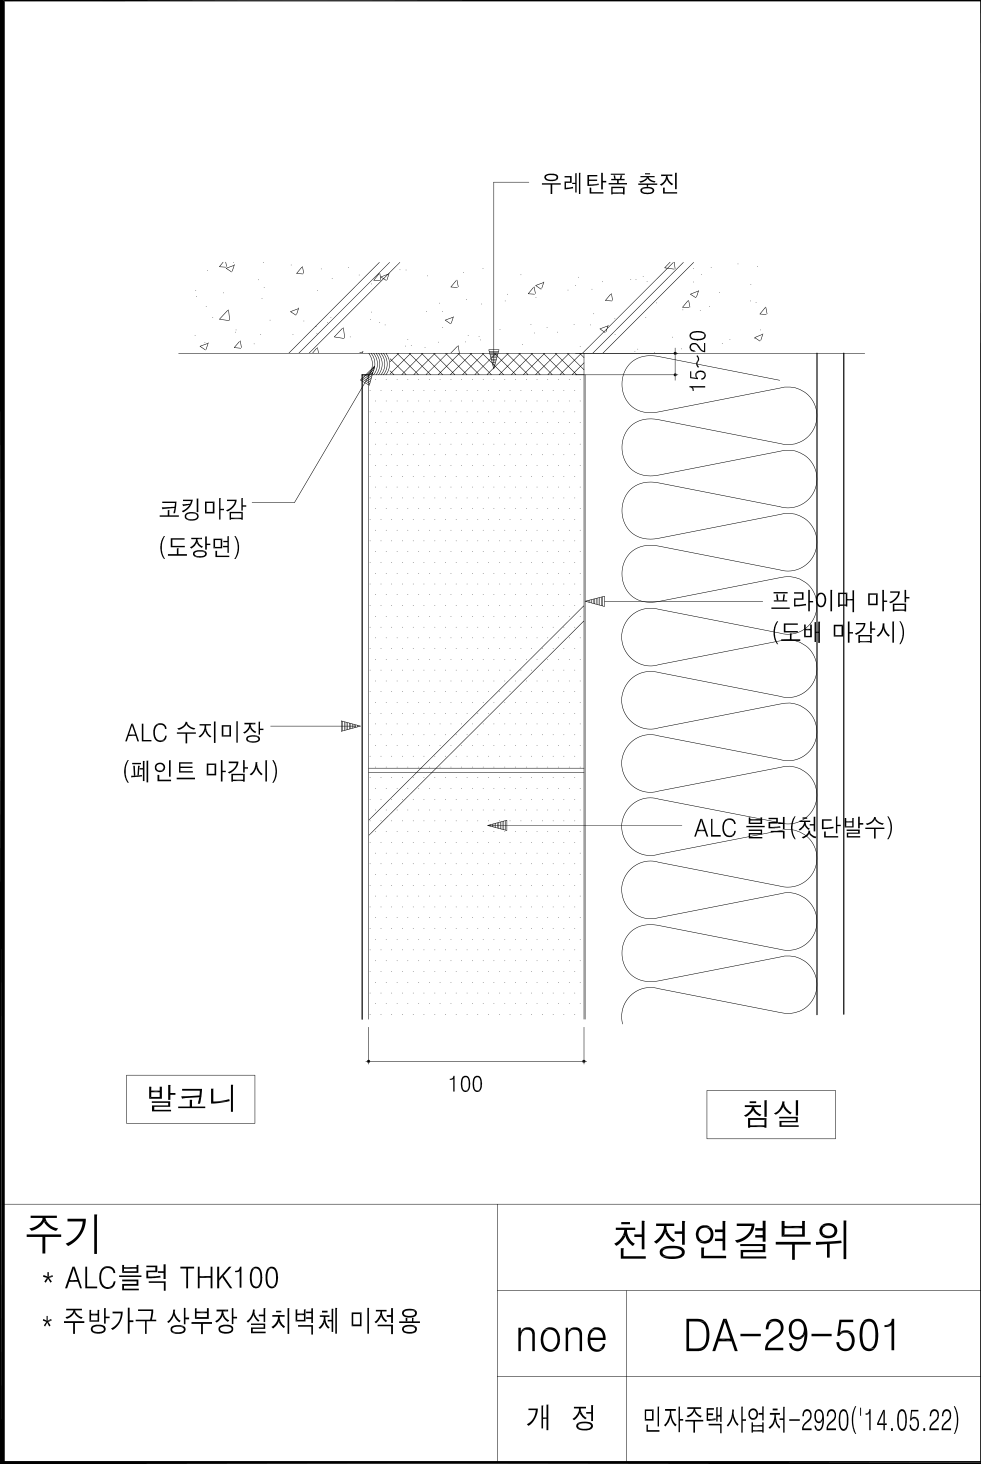 우레탄폼 충진
15~20
코킹마감
(도장면)
프라이머 마감
(도배 마감시)
ALC 수지미장
(페인트 마감시)
ALC 블럭(첫단발수)
100
발코니
침실
주기
* ALC블럭 THK100
* 주방가구 상부장 설치벽체 미적용
천정연결부위
none
DA-29-501
개 정
민자주택사업처-2920('14.05.22)